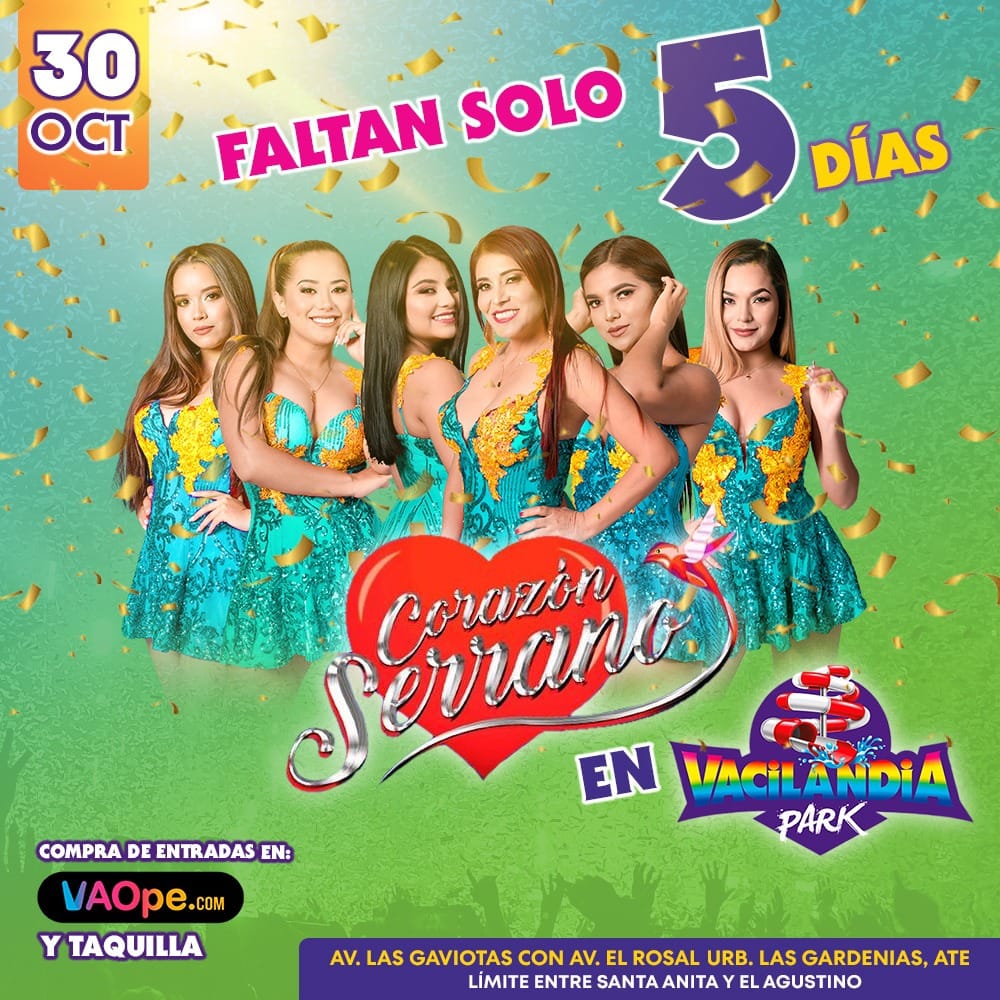 30
OCT
FALTAN SOLO 5 DÍAS
Corazón
Serrano
EN
VACILANDIA
PARK
COMPRA DE ENTRADAS EN:
VAOpe.COM
Y TAQUILLA
AV. LAS GAVIOTAS CON AV. EL ROSAL URB. LAS GARDENIAS, ATE
LÍMITE ENTRE SANTA ANITA Y EL AGUSTINO